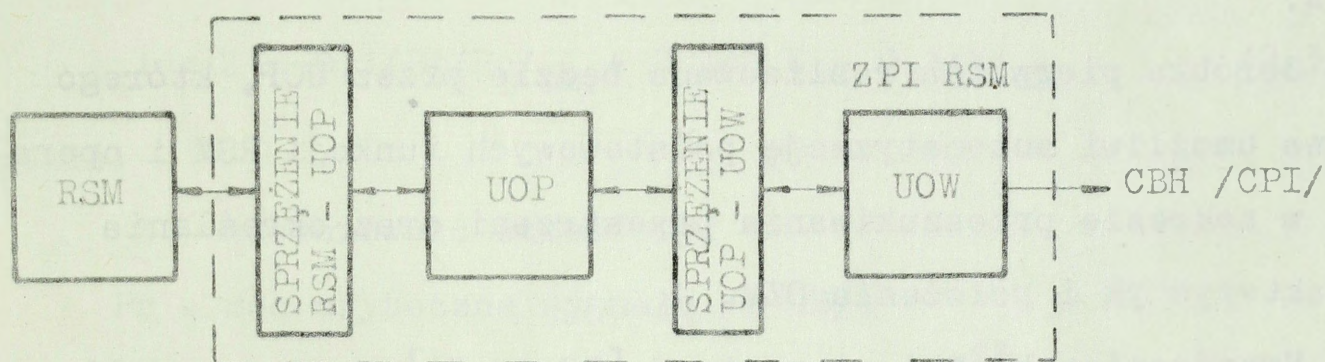 ZPI RSM
RSM
SPRZĘŻENIE
RSM - UOP
UOP
SPRZĘŻENIE
UOP - UOW
UOW
CBH /CPI/